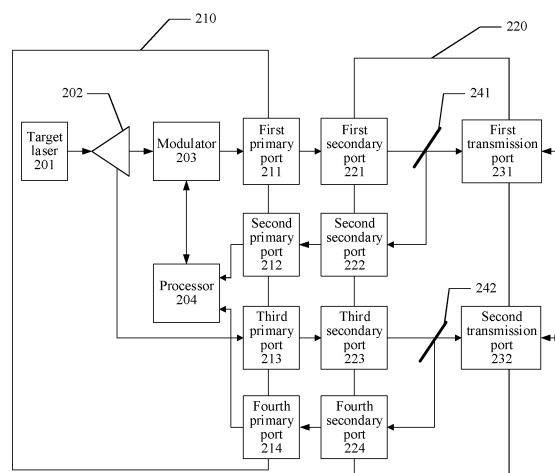 210
220
202
241
Target
laser
201
Modulator
203
First
primary
port
211
First
secondary
port
221
First
transmission
port
231
Second
primary
port
212
Second
secondary
port
222
Processor
204
242
Third
primary
port
213
Third
secondary
port
223
Second
transmission
port
232
Fourth
primary
port
214
Fourth
secondary
port
224